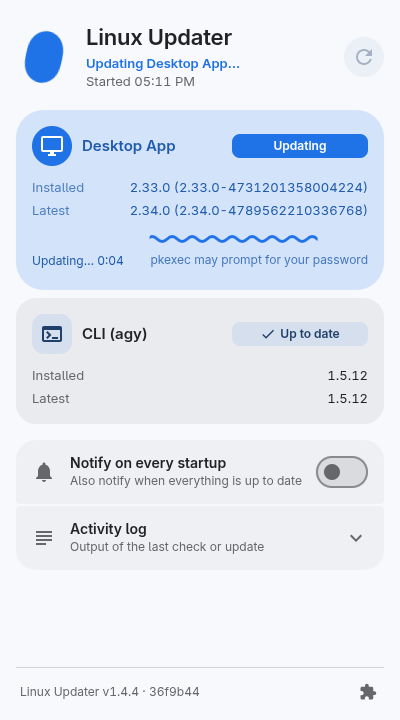 Linux Updater
Updating Desktop App...
Started 05:11 PM
Desktop App
Updating
Installed 2.33.0 (2.33.0-4731201358004224)
Latest 2.34.0 (2.34.0-4789562210336768)
Updating... 0:04 pkexec may prompt for your password
CLI (agy)
Up to date
Installed 1.5.12
Latest 1.5.12
Notify on every startup
Also notify when everything is up to date
Activity log
Output of the last check or update
Linux Updater v1.4.4 · 36f9b44